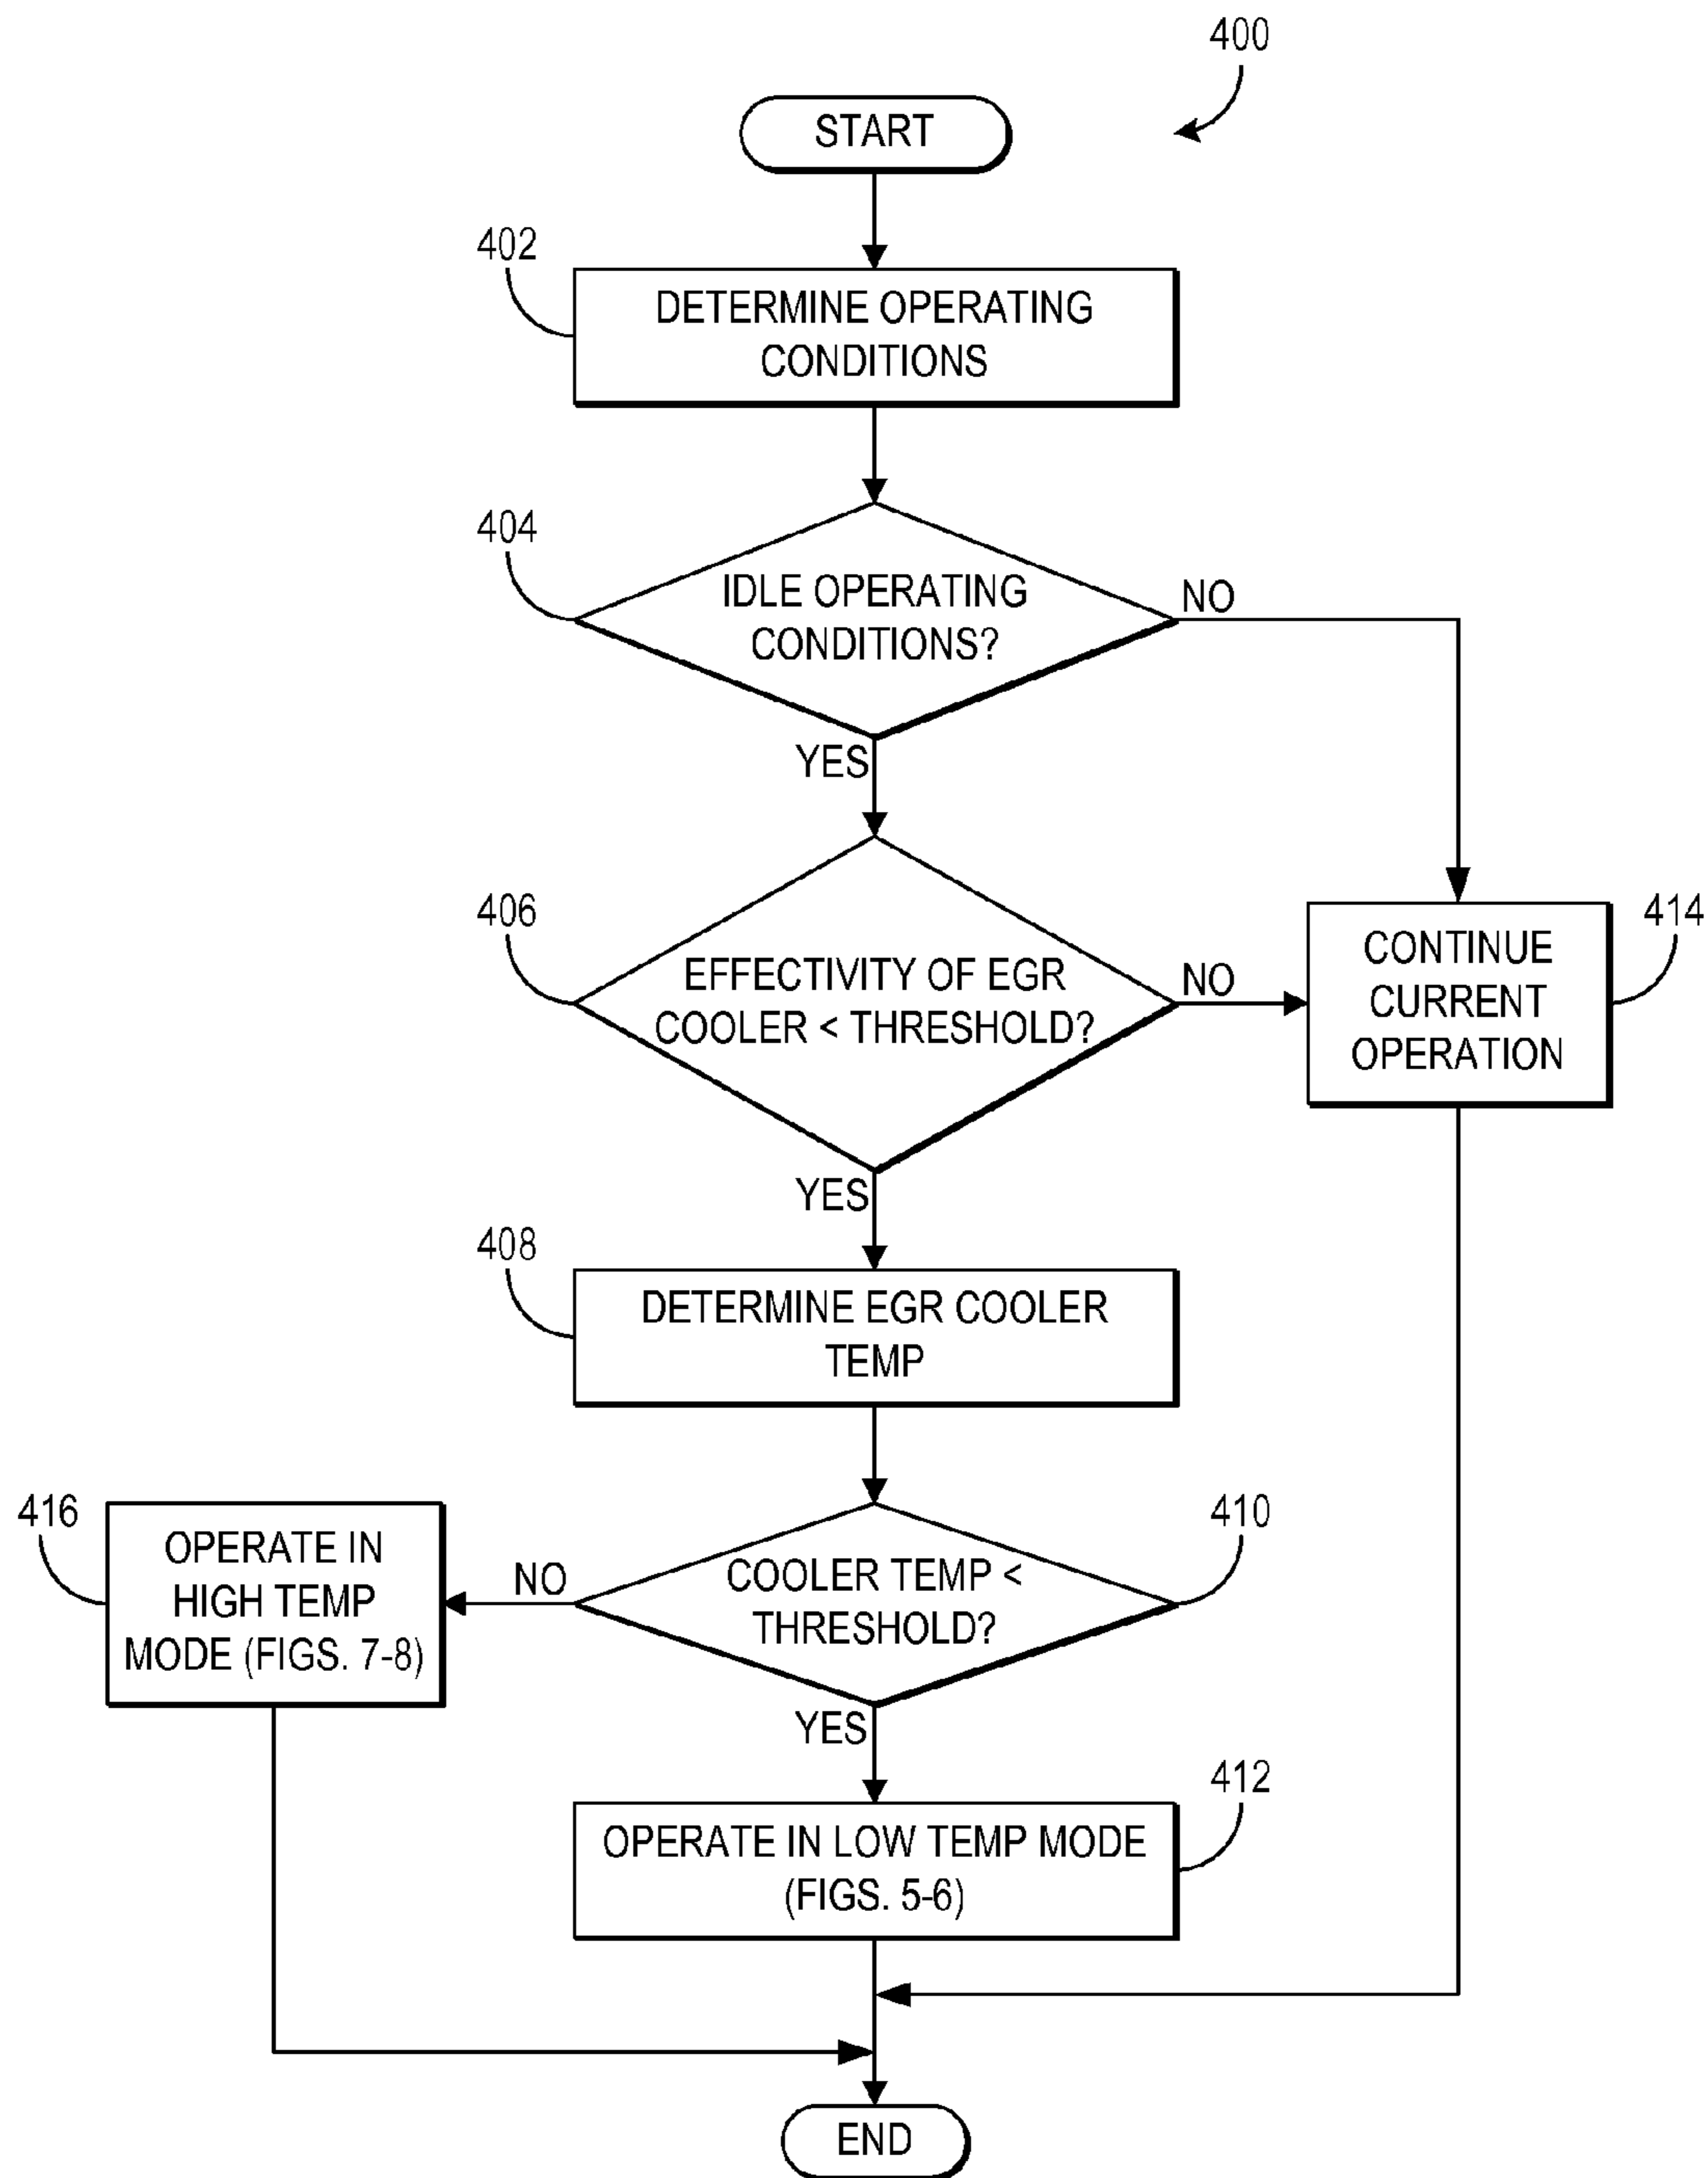 400
START
402
DETERMINE OPERATING
CONDITIONS
404
IDLE OPERATING
CONDITIONS?
NO
YES
406
EFFECTIVITY OF EGR
COOLER < THRESHOLD?
NO
414
CONTINUE
CURRENT
OPERATION
YES
408
DETERMINE EGR COOLER
TEMP
416
OPERATE IN
HIGH TEMP
MODE (FIGS. 7-8)
NO
COOLER TEMP <
THRESHOLD?
410
YES
412
OPERATE IN LOW TEMP MODE
(FIGS. 5-6)
END